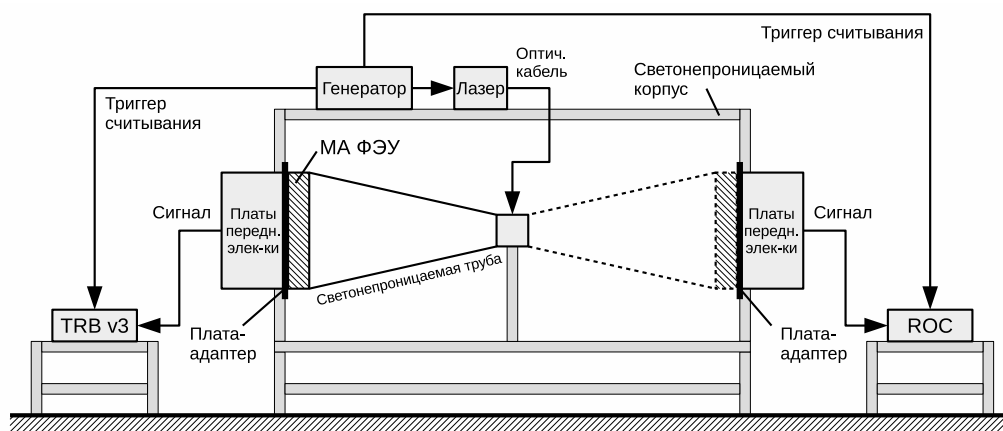 Триггер считывания
Оптич.
кабель
Светонепроницаемый
корпус
Генератор
Лазер
Триггер
считывания
МА ФЭУ
Сигнал
Платы
передн.
элек-ки
Платы
передн.
элек-ки
Сигнал
Светонепроницаемая труба
TRB v3
Плата-
адаптер
Плата-
адаптер
ROC